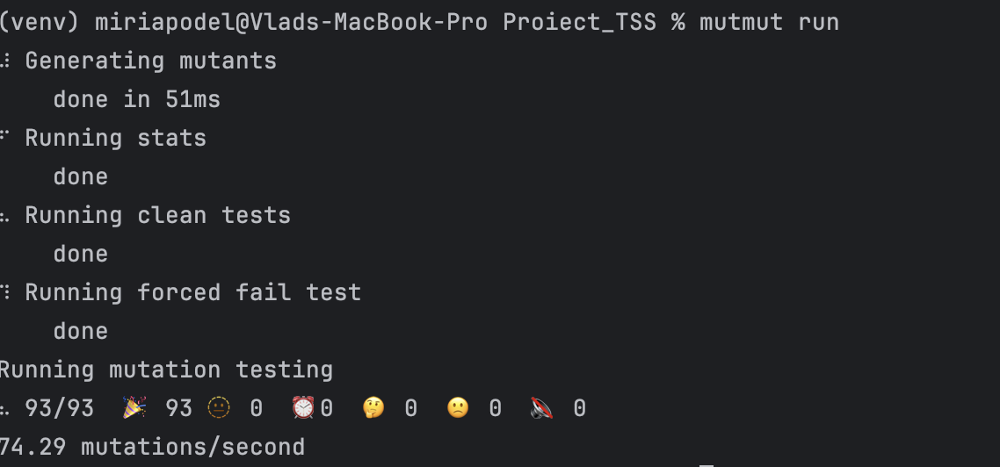 (venv) miriapodel@Vlads-MacBook-Pro Proiect_TSS % mutmut run
⠼ Generating mutants
    done in 51ms
⠋ Running stats
    done
⠦ Running clean tests
    done
⠹ Running forced fail test
    done
Running mutation testing
⠦ 93/93  🎉 93 🫥 0  ⏰ 0  🤔 0  🙁 0  🔇 0
74.29 mutations/second